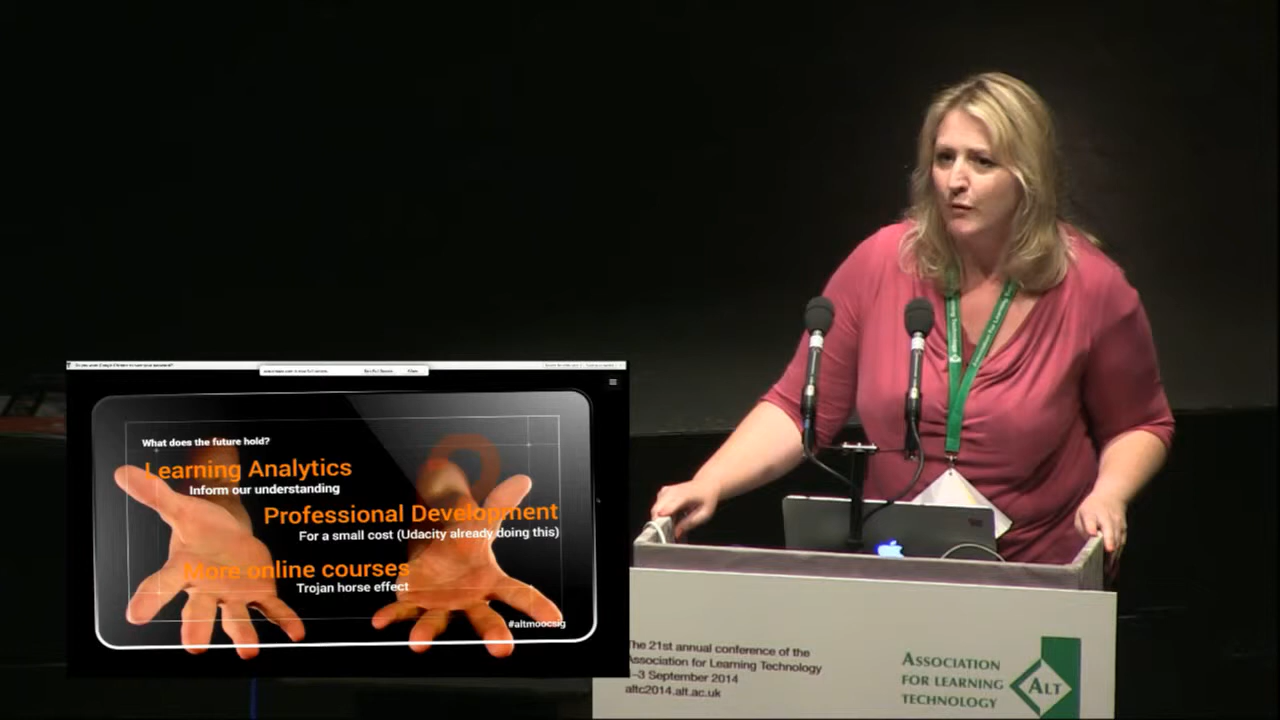 What does the future hold?
Learning Analytics
Inform our understanding
Professional Development
For a small cost (Udacity already doing this)
More online courses
Trojan horse effect
#altmoocsig
The 21st annual conference of the
Association for Learning Technology
–3 September 2014
altc2014.alt.ac.uk
ASSOCIATION
FOR LEARNING
TECHNOLOGY
ALT